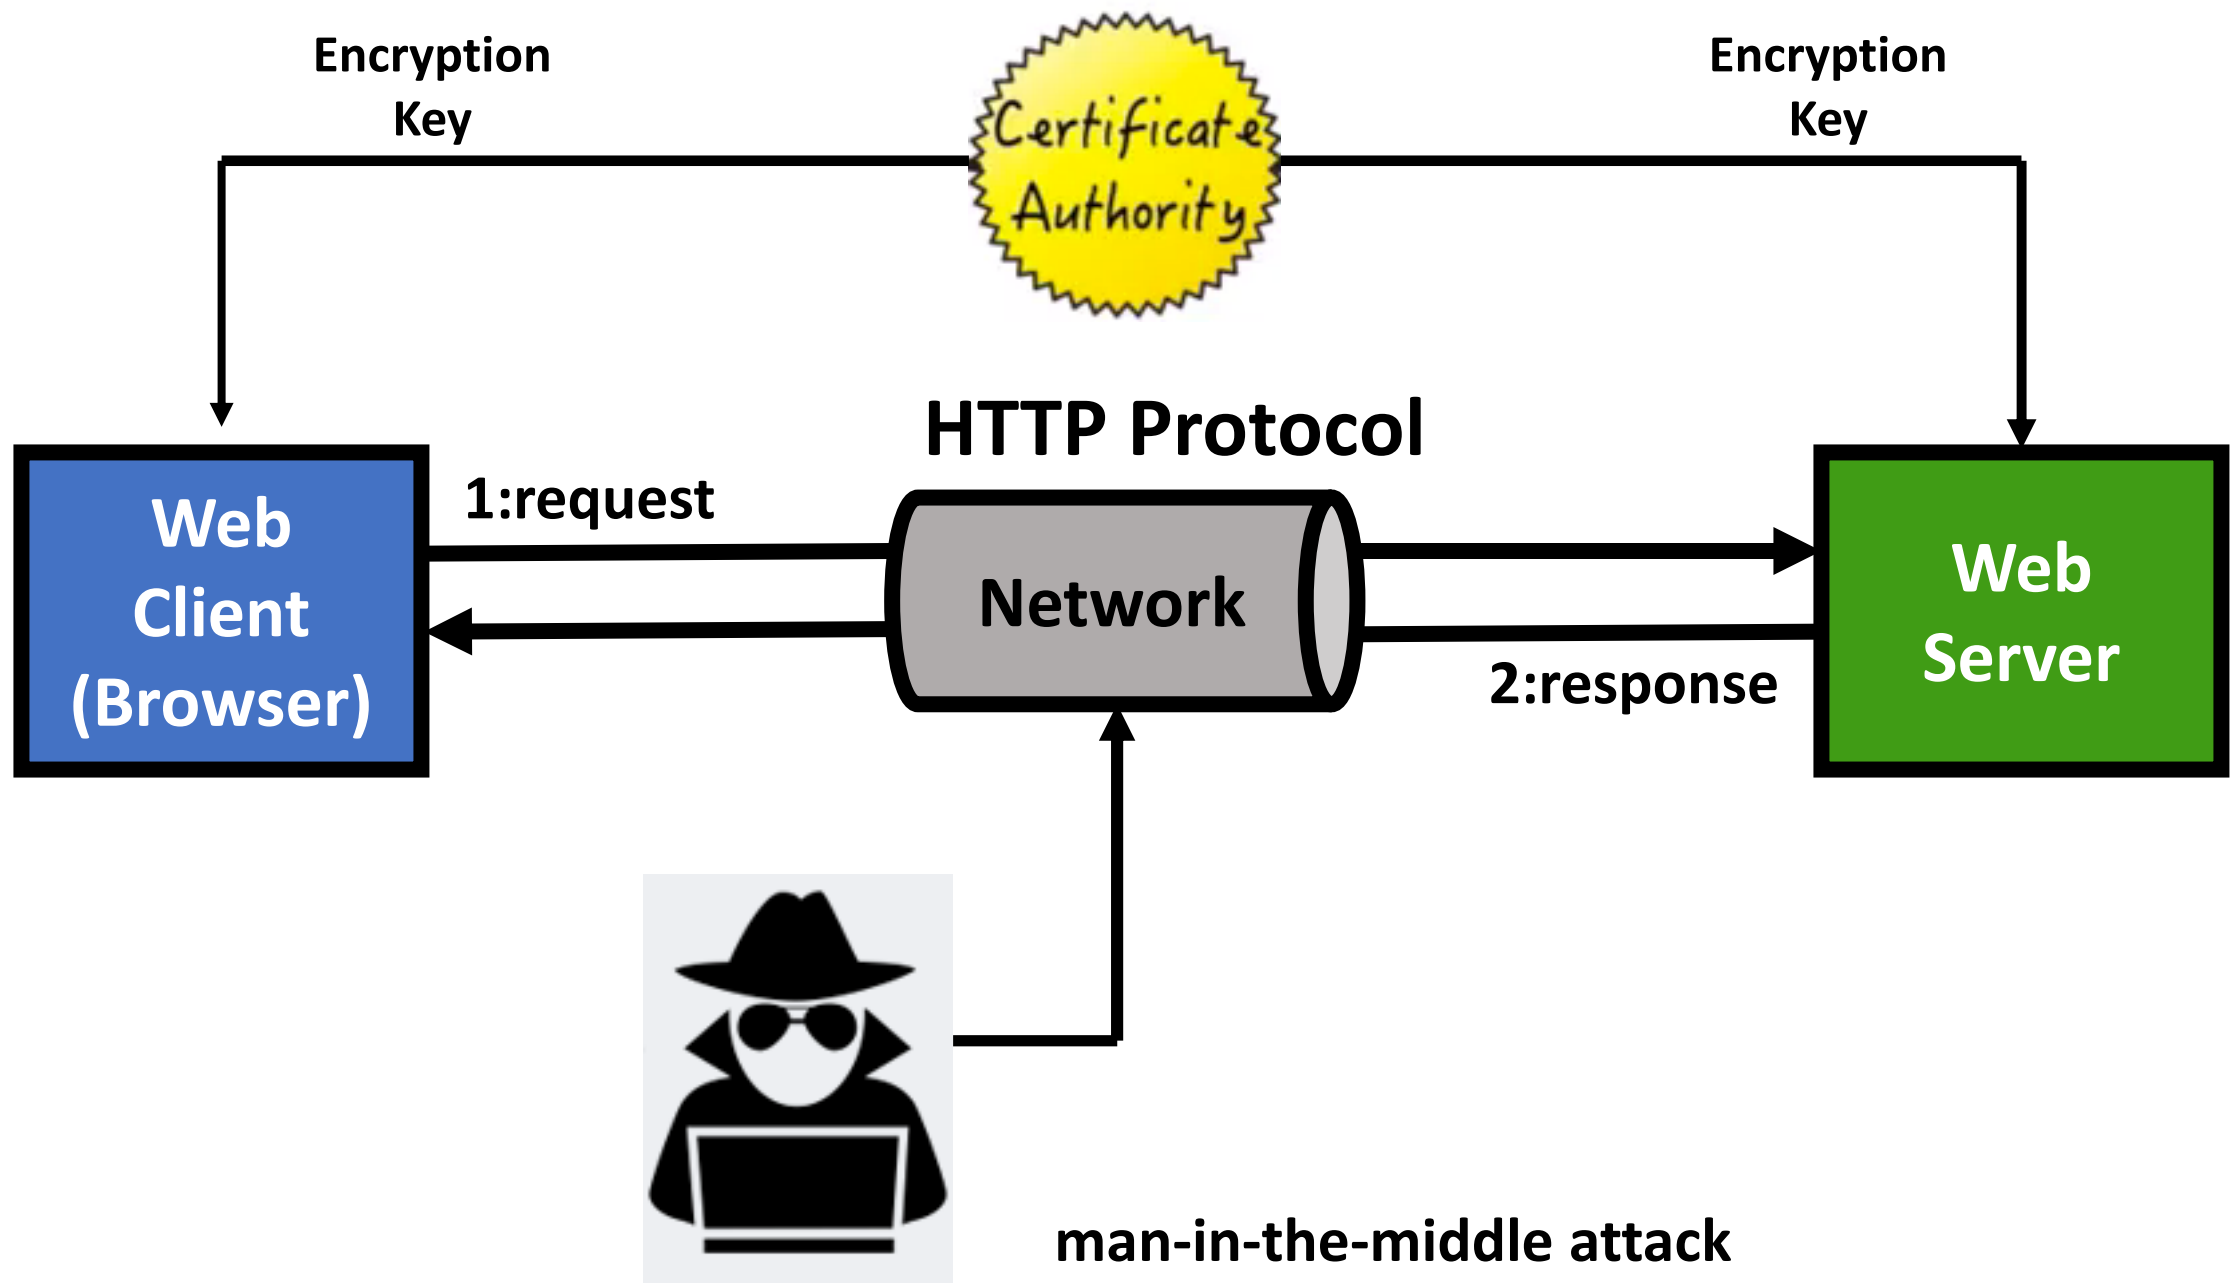 Encryption
Key
Certificate
Authority
Encryption
Key
HTTP Protocol
Web
Client
(Browser)
1:request
Network
2:response
Web
Server
man-in-the-middle attack